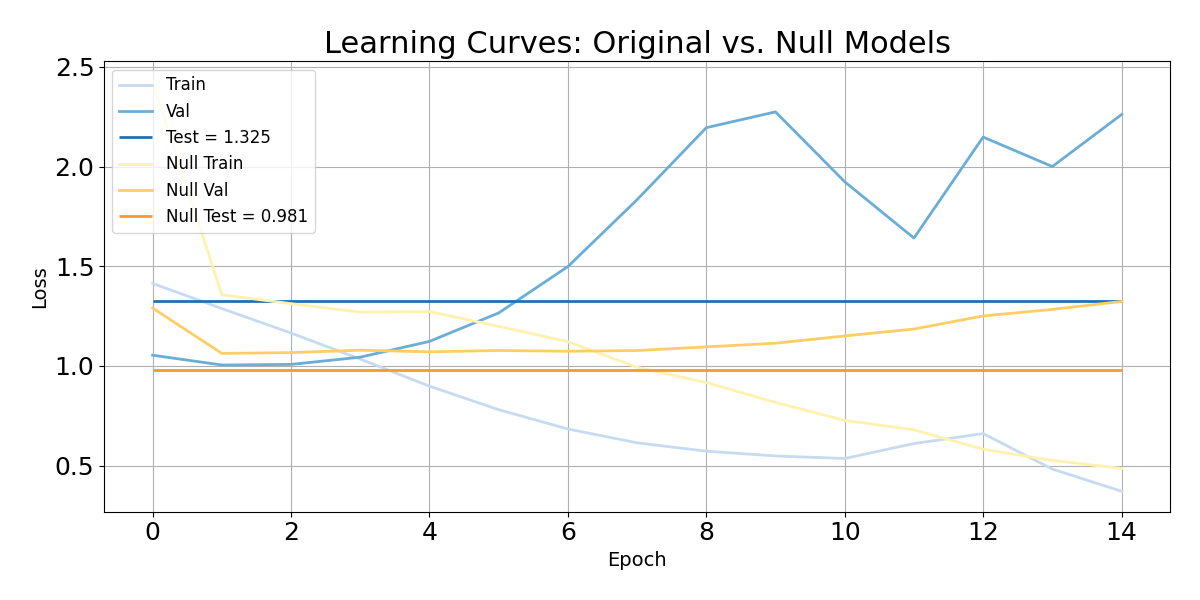 Learning Curves: Original vs. Null Models
2.5
2.0
1.5
1.0
0.5
Loss
Train
Val
Test = 1.325
Null Train
Null Val
Null Test = 0.981
0 2 4 6 8 10 12 14
Epoch